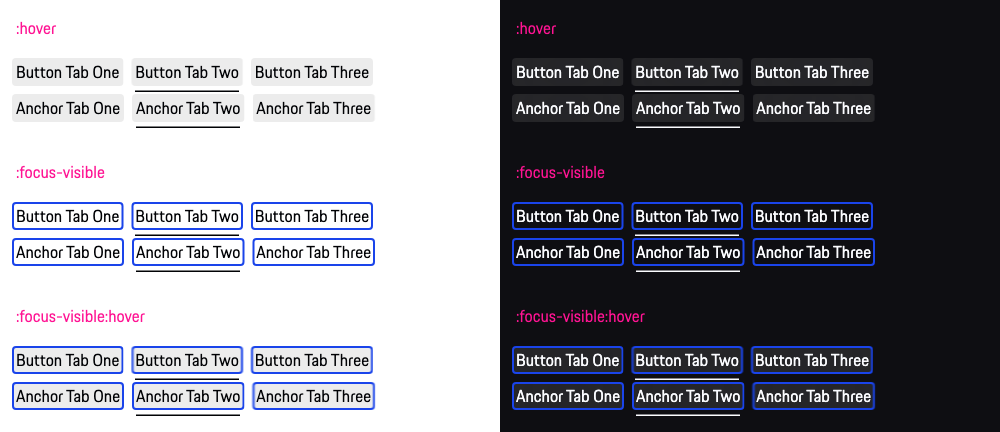 :hover
Button Tab One Button Tab Two Button Tab Three
Anchor Tab One Anchor Tab Two Anchor Tab Three
:focus-visible
Button Tab One Button Tab Two Button Tab Three
Anchor Tab One Anchor Tab Two Anchor Tab Three
:focus-visible:hover
Button Tab One Button Tab Two Button Tab Three
Anchor Tab One Anchor Tab Two Anchor Tab Three
:hover
Button Tab One Button Tab Two Button Tab Three
Anchor Tab One Anchor Tab Two Anchor Tab Three
:focus-visible
Button Tab One Button Tab Two Button Tab Three
Anchor Tab One Anchor Tab Two Anchor Tab Three
:focus-visible:hover
Button Tab One Button Tab Two Button Tab Three
Anchor Tab One Anchor Tab Two Anchor Tab Three